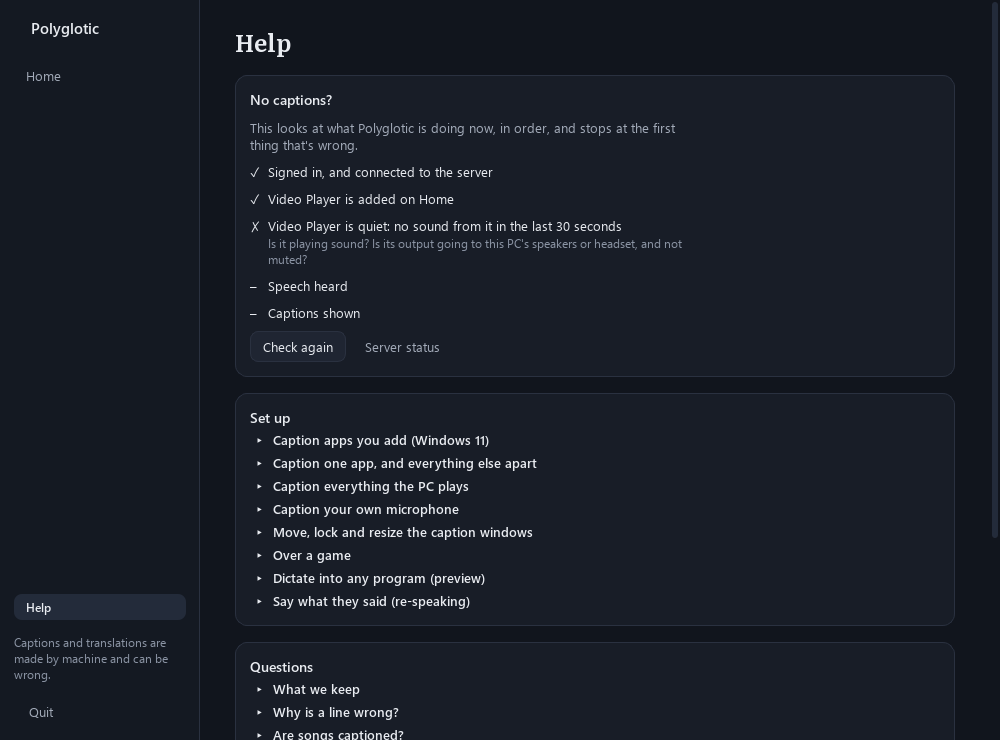 Polyglotic
Home
Help
Captions and translations are
made by machine and can be
wrong.
Quit
Help
No captions?
This looks at what Polyglotic is doing now, in order, and stops at the first
thing that's wrong.
✓ Signed in, and connected to the server
✓ Video Player is added on Home
✗ Video Player is quiet: no sound from it in the last 30 seconds
Is it playing sound? Is its output going to this PC's speakers or headset, and not
muted?
– Speech heard
– Captions shown
Check again Server status
Set up
‣ Caption apps you add (Windows 11)
‣ Caption one app, and everything else apart
‣ Caption everything the PC plays
‣ Caption your own microphone
‣ Move, lock and resize the caption windows
‣ Over a game
‣ Dictate into any program (preview)
‣ Say what they said (re-speaking)
Questions
‣ What we keep
‣ Why is a line wrong?
‣ Are songs captioned?